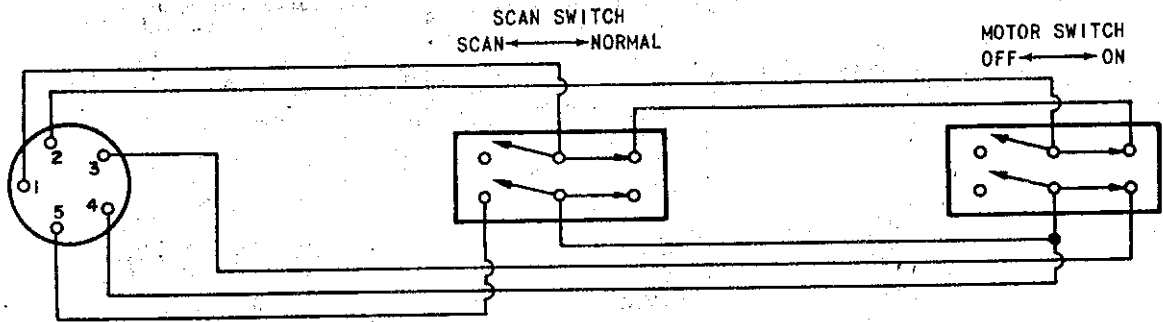 SCAN SWITCH
SCAN NORMAL
MOTOR SWITCH
OFF ON
2
3
1
5
4